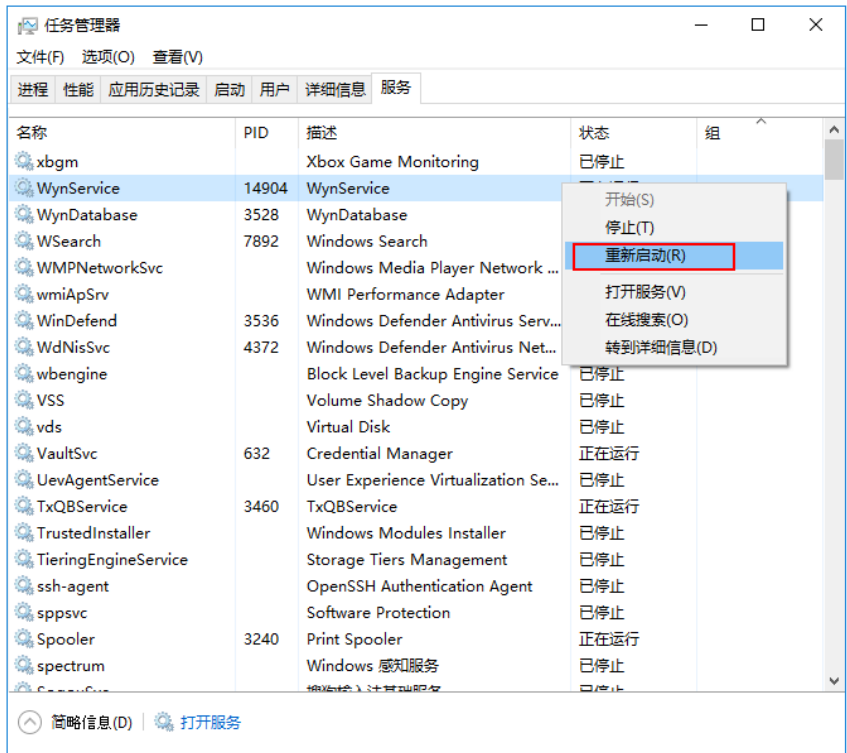 任务管理器
文件(F) 选项(O) 查看(V)
进程 性能 应用历史记录 启动 用户 详细信息 服务
名称 PID 描述 状态 组
xbgm Xbox Game Monitoring 已停止
WynService 14904 WynService
WynDatabase 3528 WynDatabase
WSearch 7892 Windows Search
WMPNetworkSvc Windows Media Player Network ...
wmiApSrv WMI Performance Adapter
WinDefend 3536 Windows Defender Antivirus Serv...
WdNisSvc 4372 Windows Defender Antivirus Net...
开始(S)
停止(T)
重新启动(R)
打开服务(V)
在线搜索(O)
转到详细信息(D)
wbengine Block Level Backup Engine Service 已停止
VSS Volume Shadow Copy 已停止
vds Virtual Disk 已停止
VaultSvc 632 Credential Manager 正在运行
UevAgentService User Experience Virtualization Se... 已停止
TxQBService 3460 TxQBService 正在运行
TrustedInstaller Windows Modules Installer 已停止
TieringEngineService Storage Tiers Management 已停止
ssh-agent OpenSSH Authentication Agent 已停止
sppsvc Software Protection 已停止
Spooler 3240 Print Spooler 正在运行
spectrum Windows 感知服务 已停止
简略信息(D) 打开服务